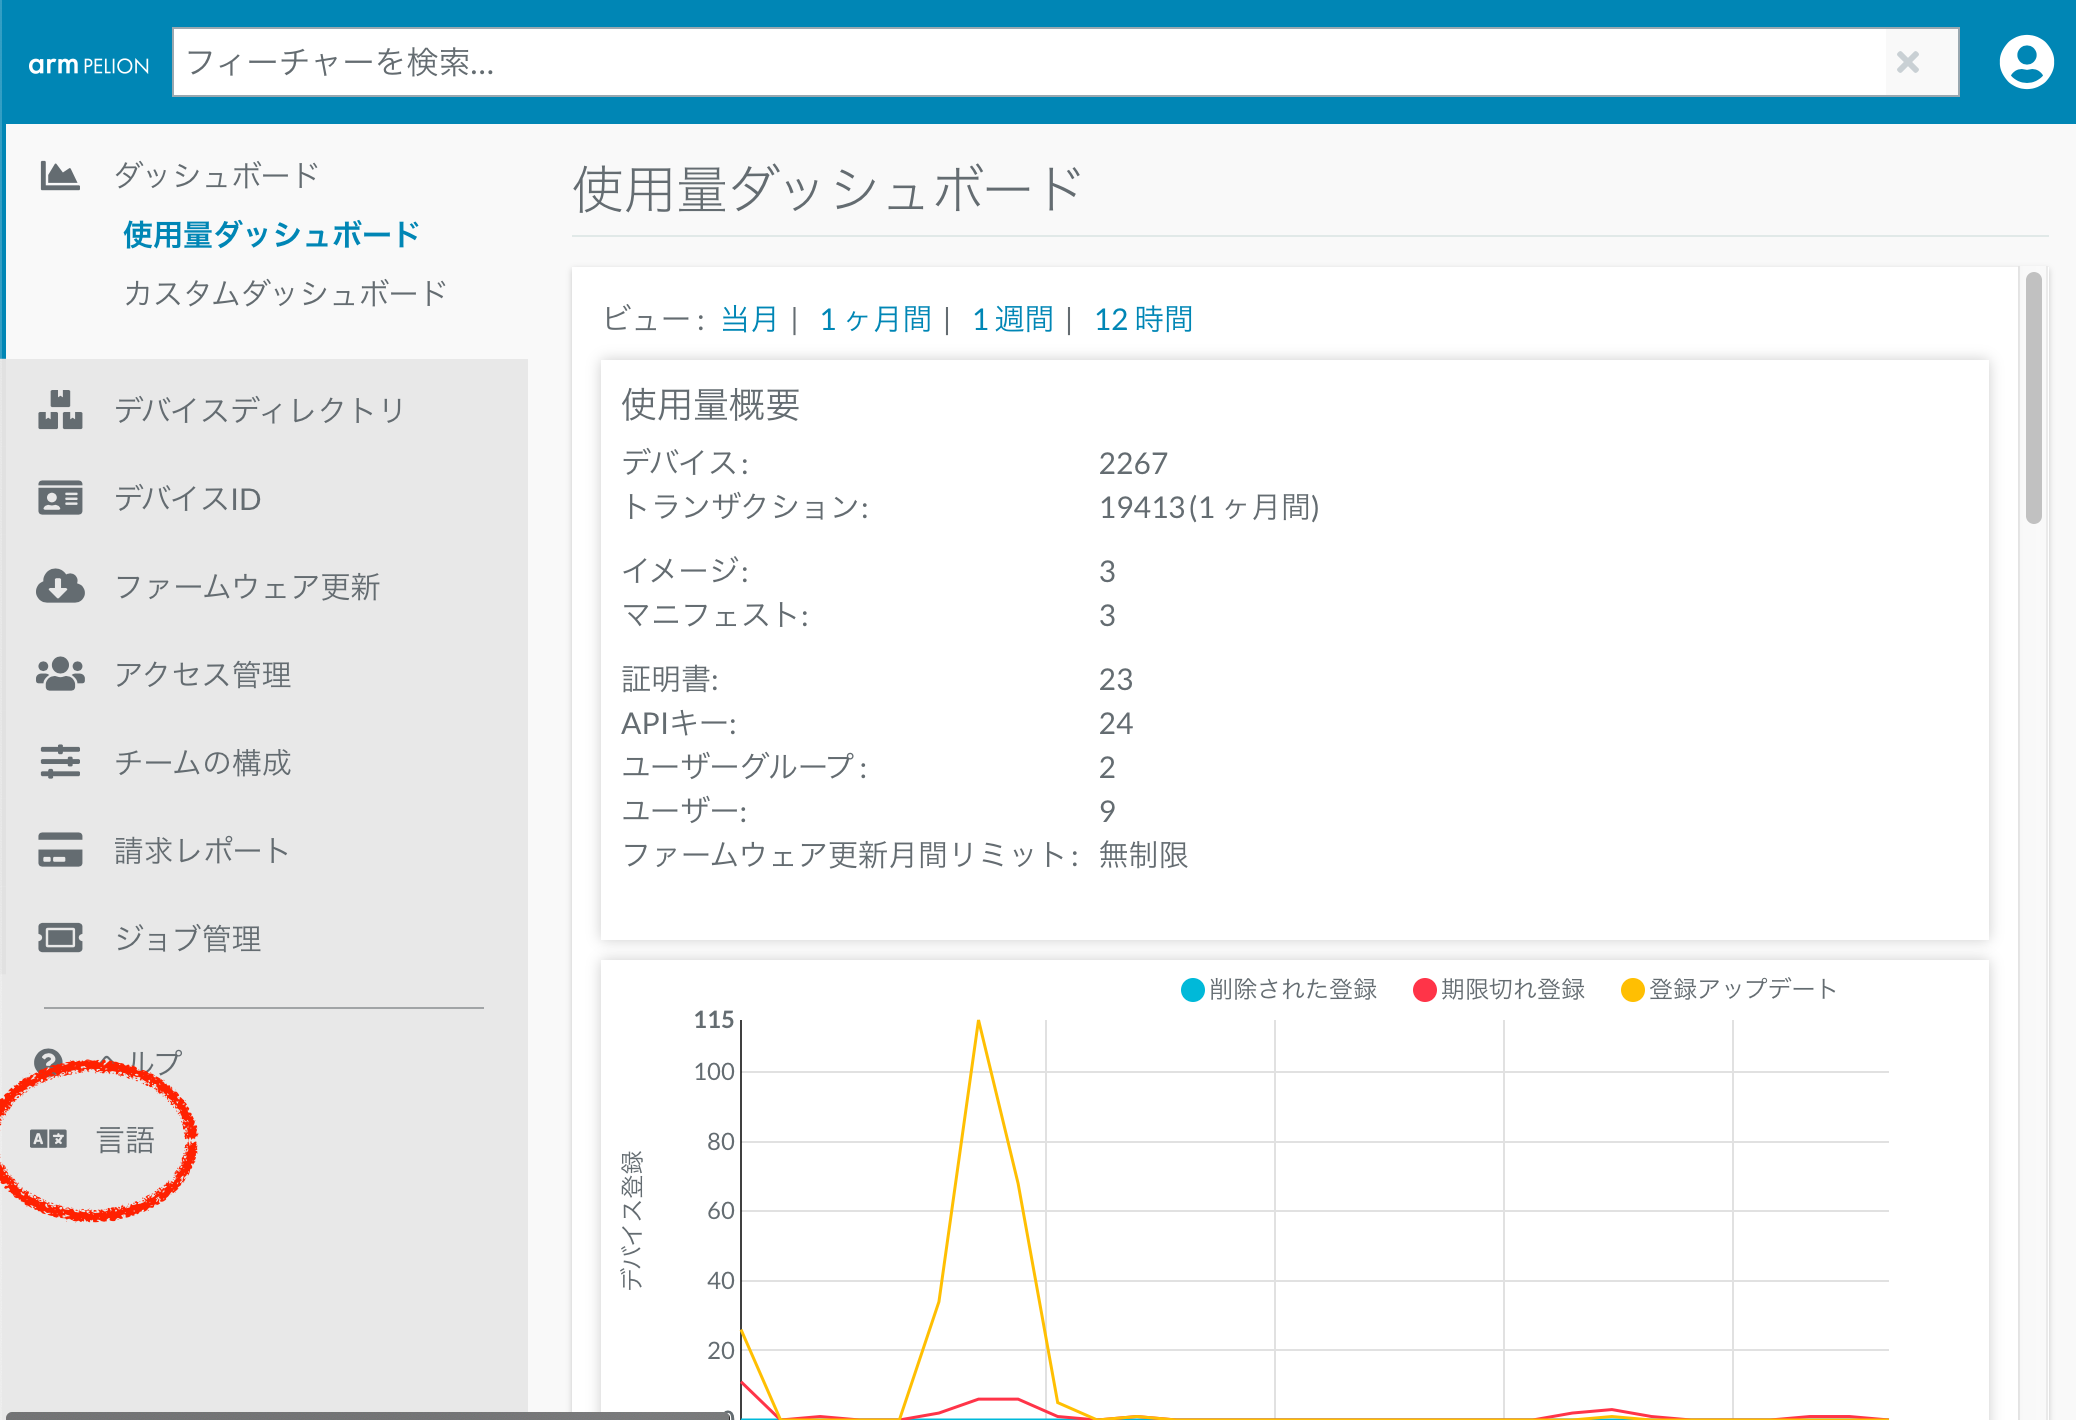 arm PELION
フィーチャーを検索...
ダッシュボード
使用量ダッシュボード
カスタムダッシュボード
デバイスディレクトリ
デバイスID
ファームウェア更新
アクセス管理
チームの構成
請求レポート
ジョブ管理
ヘルプ
言語
使用量ダッシュボード
ビュー: 当月 | 1 ヶ月間 | 1 週間 | 12 時間
使用量概要
デバイス: 2267
トランザクション: 19413(1 ヶ月間)
イメージ: 3
マニフェスト: 3
証明書: 23
APIキー: 24
ユーザーグループ: 2
ユーザー: 9
ファームウェア更新月間リミット: 無制限
削除された登録 期限切れ登録 登録アップデート
デバイス登録
115
100
80
60
40
20